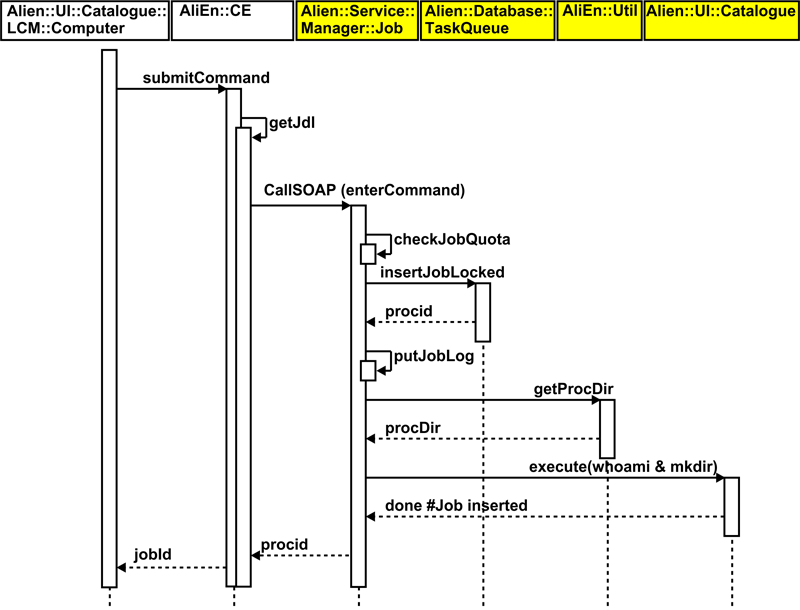 Alien::UI::Catalogue::
LCM::Computer
AliEn::CE
Alien::Service::
Manager::Job
Alien::Database::
TaskQueue
AliEn::Util
Alien::UI::Catalogue
submitCommand
getJdl
CallSOAP (enterCommand)
checkJobQuota
insertJobLocked
procid
putJobLog
getProcDir
procDir
execute(whoami & mkdir)
done #Job inserted
procid
jobId